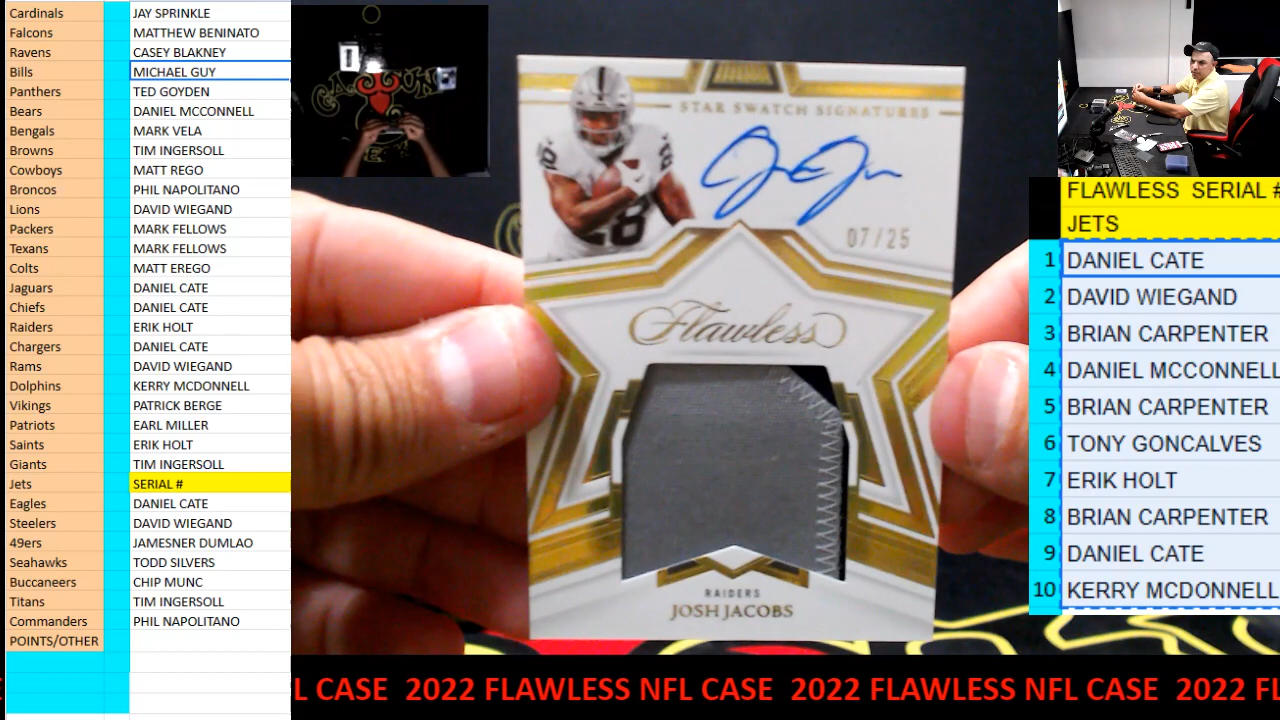 Cardinals JAY SPRINKLE
Falcons MATTHEW BENINATO
Ravens CASEY BLAKNEY
Bills MICHAEL GUY
Panthers TED GOYDEN
Bears DANIEL MCCONNELL
Bengals MARK VELA
Browns TIM INGERSOLL
Cowboys MATT REGO
Broncos PHIL NAPOLITANO
Lions DAVID WIEGAND
Packers MARK FELLOWS
Texans MARK FELLOWS
Colts MATT EREGO
Jaguars DANIEL CATE
Chiefs DANIEL CATE
Raiders ERIK HOLT
Chargers DANIEL CATE
Rams DAVID WIEGAND
Dolphins KERRY MCDONNELL
Vikings PATRICK BERGE
Patriots EARL MILLER
Saints ERIK HOLT
Giants TIM INGERSOLL
Jets SERIAL #
Eagles DANIEL CATE
Steelers DAVID WIEGAND
49ers JAMESNER DUMLAO
Seahawks TODD SILVERS
Buccaneers CHIP MUNC
Titans TIM INGERSOLL
Commanders PHIL NAPOLITANO
POINTS/OTHER
STAR SWATCH SIGNATURES
28
07/25
Flawless
RAIDERS
JOSH JACOBS
FLAWLESS SERIAL #
JETS
1 DANIEL CATE
2 DAVID WIEGAND
3 BRIAN CARPENTER
4 DANIEL MCCONNELL
5 BRIAN CARPENTER
6 TONY GONCALVES
7 ERIK HOLT
8 BRIAN CARPENTER
9 DANIEL CATE
10 KERRY MCDONNELL
L CASE 2022 FLAWLESS NFL CASE 2022 FLAWLESS NFL CASE 2022 FL